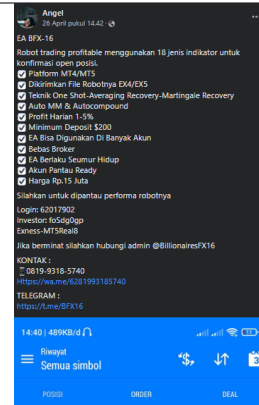 Angel
26 April pukul 14.42
EA BFX-16
Robot trading profitable menggunakan 18 jenis indikator untuk
konfirmasi open posisi.
Platform MT4/MT5
Dikirimkan File Robotnya EX4/EX5
Teknik One Shot-Averaging Recovery-Martingale Recovery
Auto MM & Autocompound
Profit Harian 1-5%
Minimum Deposit $200
EA Bisa Digunakan Di Banyak Akun
Bebas Broker
EA Berlaku Seumur Hidup
Akun Pantau Ready
Harga Rp.15 Juta
Silahkan untuk dipantau performa robotnya
Login: 62017902
Investor: fo5dg0gp
Exness-MT5Real8
Jika berminat silahkan hubungi admin @BillionairesFX16
KONTAK :
0819-9318-5740
Https://wa.me/6281993185740
TELEGRAM :
https://t.me/BFX16
14:40 | 489KB/d
Riwayat
Semua simbol
POSISI ORDER DEAL